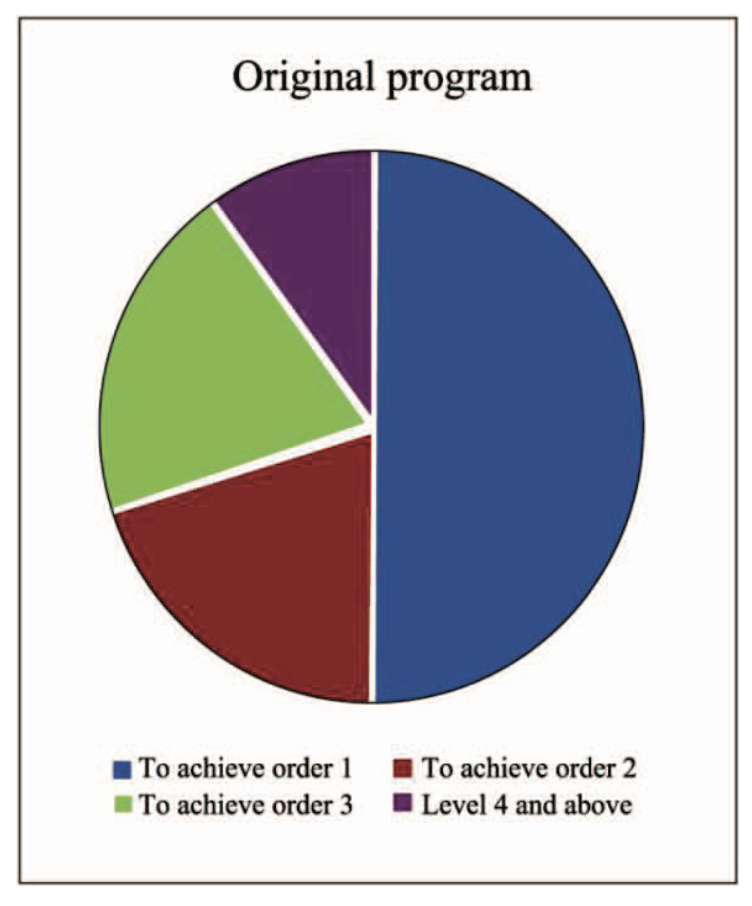 Original program
To achieve order 1 To achieve order 2
To achieve order 3 Level 4 and above